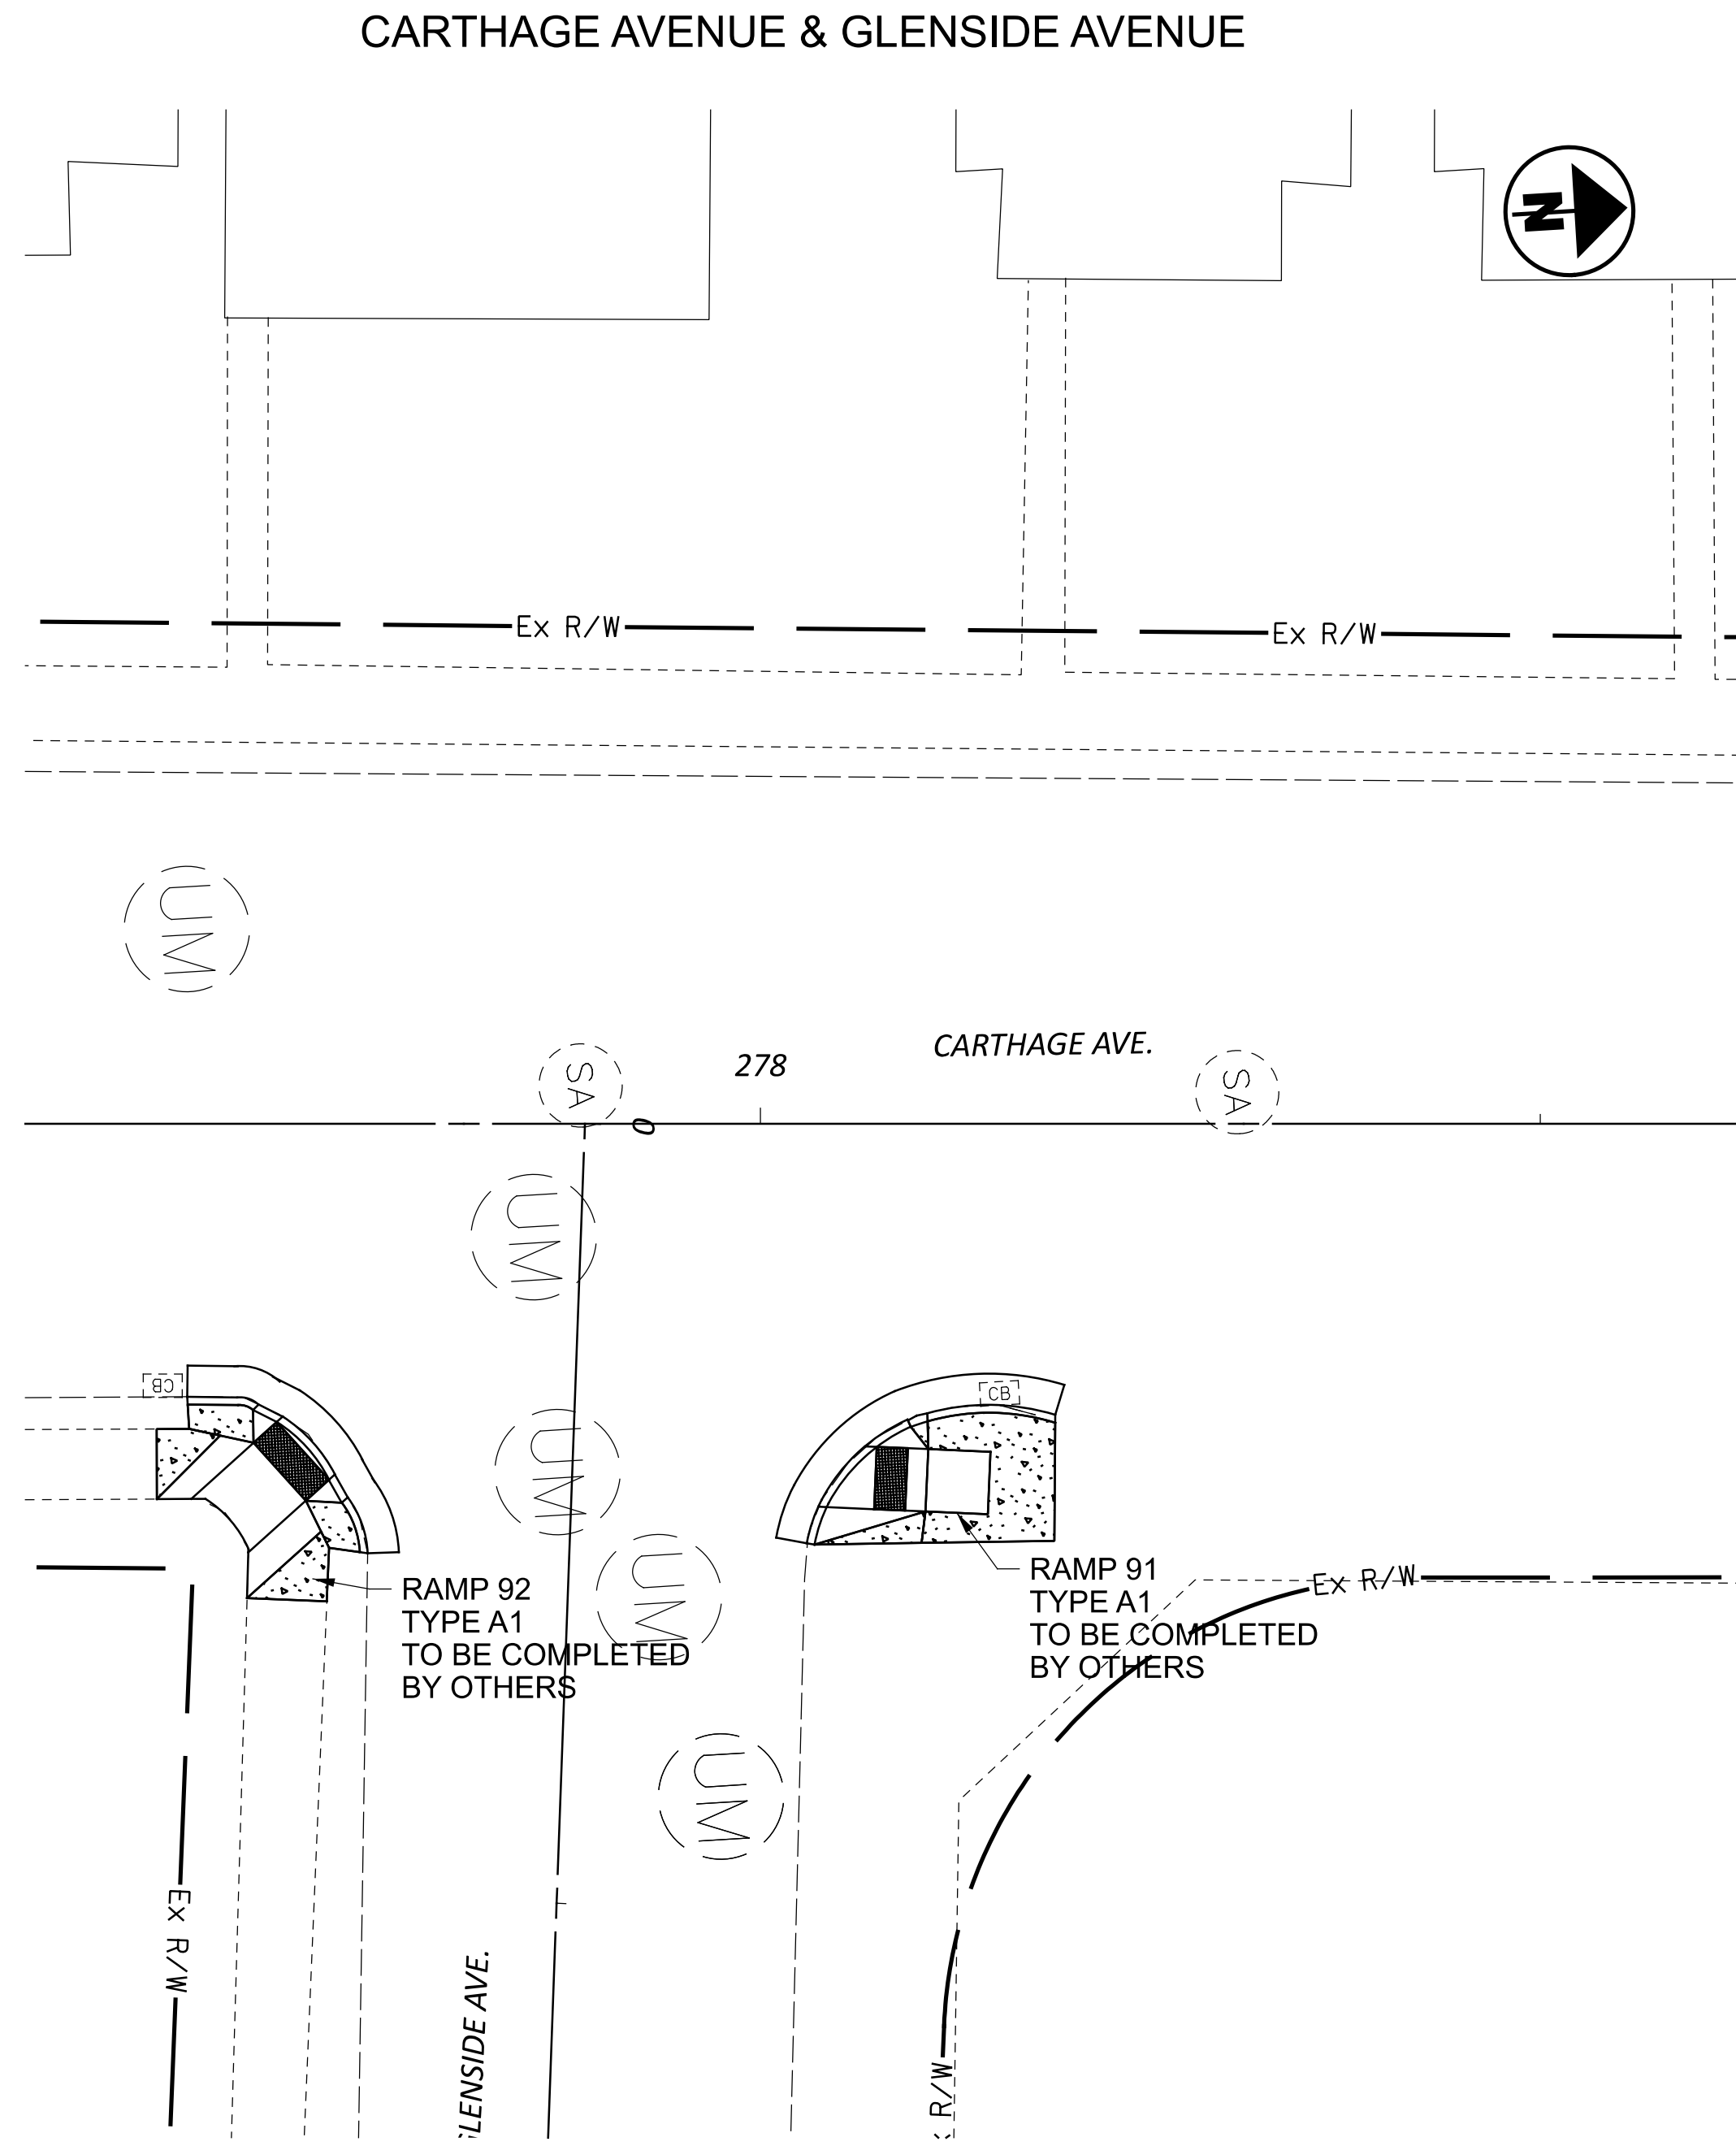 CARTHAGE AVENUE & GLENSIDE AVENUE
N
Ex R/W
Ex R/W
UM
CARTHAGE AVE.
278
SA
SA
0
UM
CB
CB
UM
UM
RAMP 91
TYPE A1
TO BE COMPLETED
BY OTHERS
Ex R/W
RAMP 92
TYPE A1
TO BE COMPLETED
BY OTHERS
UM
Ex R/W
GLENSIDE AVE.
x R/W